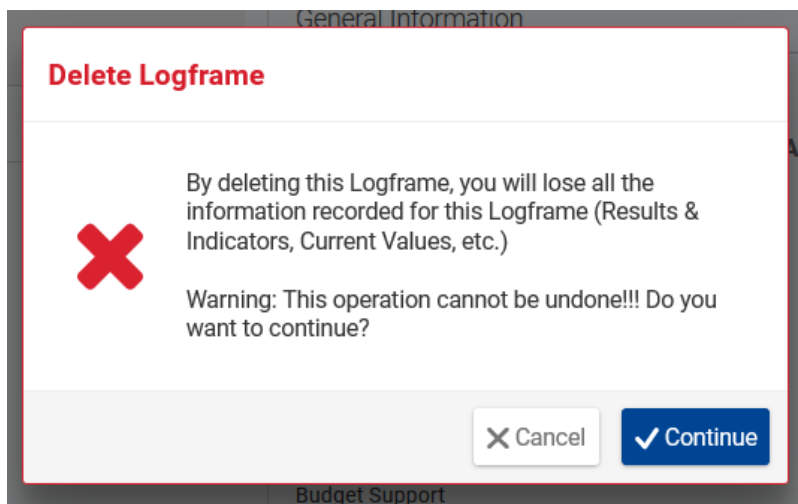 General Information
Delete Logframe
By deleting this Logframe, you will lose all the
information recorded for this Logframe (Results &
Indicators, Current Values, etc.)
Warning: This operation cannot be undone!!! Do you
want to continue?
Cancel
Continue
Budget Support